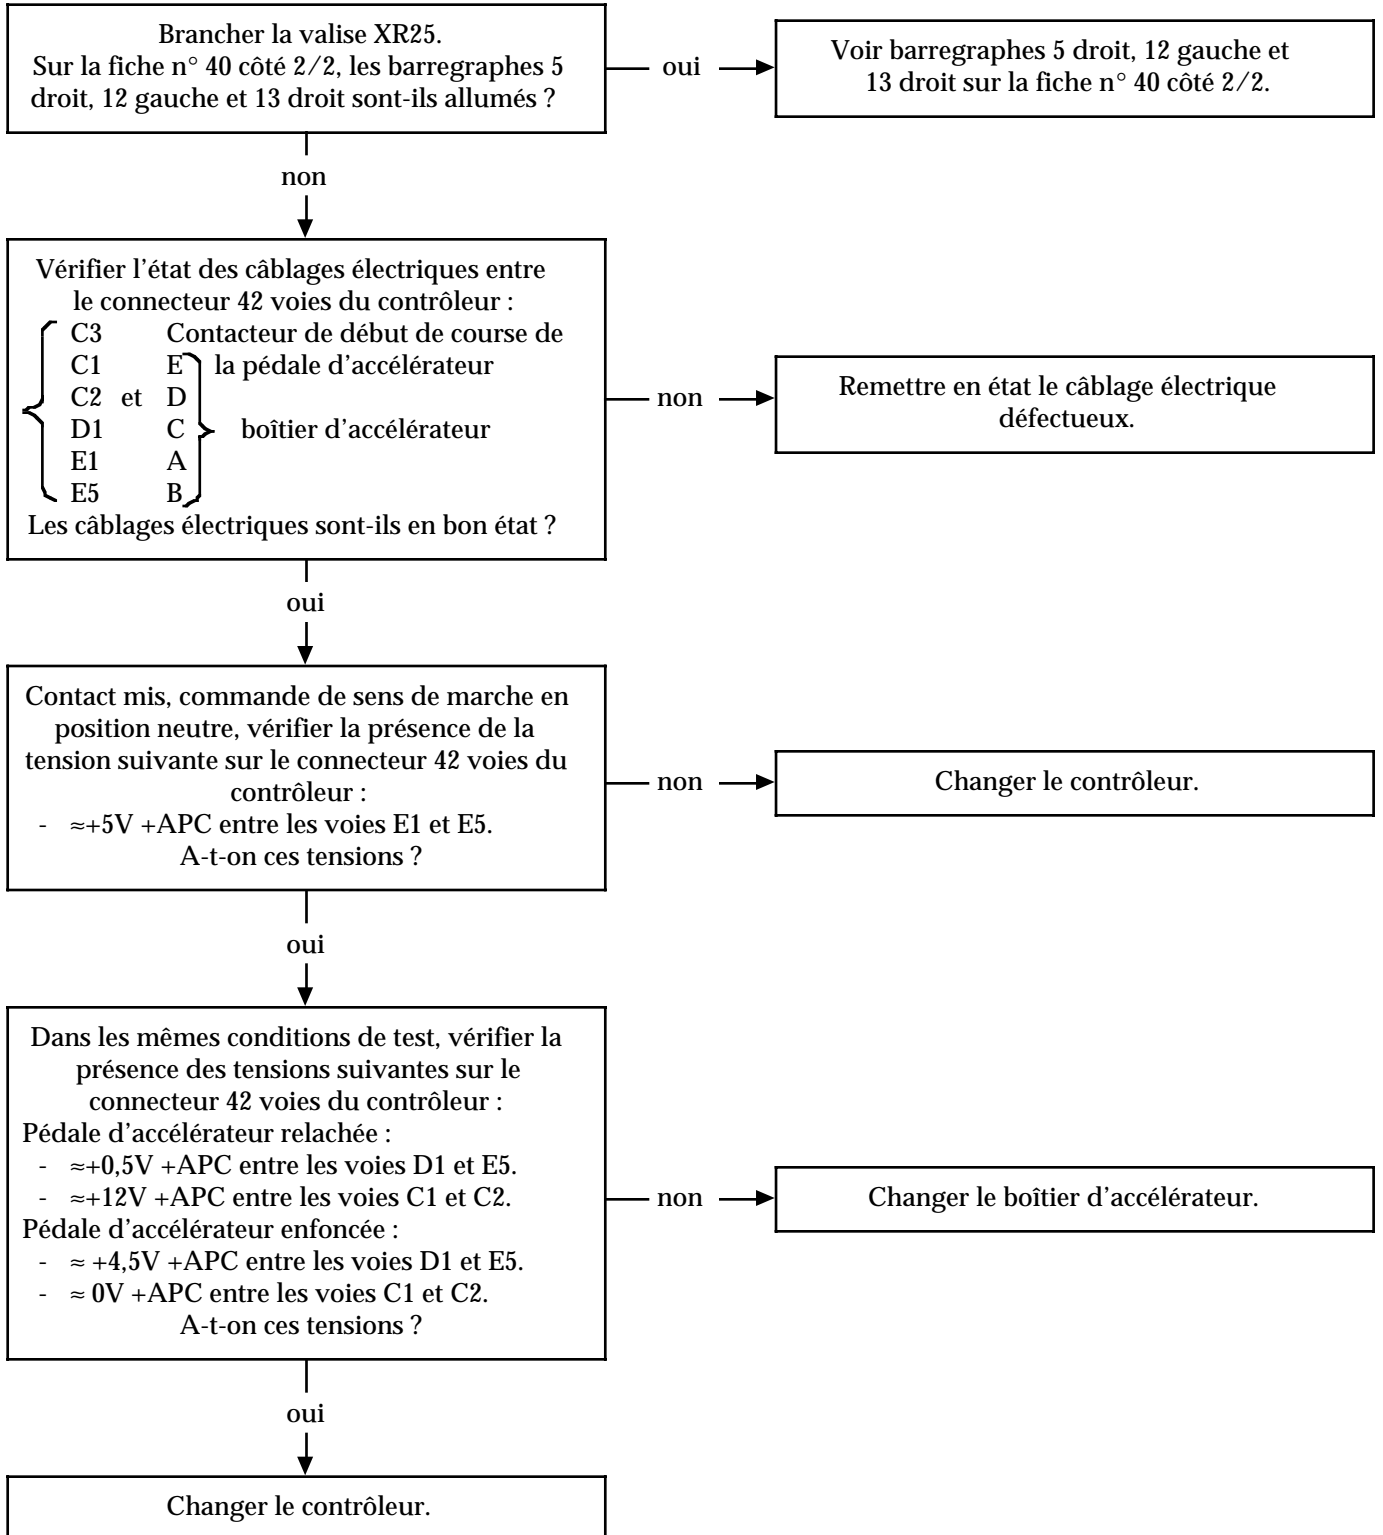 Brancher la valise XR25.
Sur la fiche n° 40 côté 2/2, les barregraphes 5
droit, 12 gauche et 13 droit sont-ils allumés ?
oui
Voir barregraphes 5 droit, 12 gauche et
13 droit sur la fiche n° 40 côté 2/2.
non
Vérifier l'état des câblages électriques entre
le connecteur 42 voies du contrôleur :
C3 Contacteur de début de course de
C1 E la pédale d'accélérateur
C2 et D
D1 C boîtier d'accélérateur
E1 A
E5 B
Les câblages électriques sont-ils en bon état ?
non
Remettre en état le câblage électrique
défectueux.
oui
Contact mis, commande de sens de marche en
position neutre, vérifier la présence de la
tension suivante sur le connecteur 42 voies du
contrôleur :
- ≈+5V +APC entre les voies E1 et E5.
A-t-on ces tensions ?
non
Changer le contrôleur.
oui
Dans les mêmes conditions de test, vérifier la
présence des tensions suivantes sur le
connecteur 42 voies du contrôleur :
Pédale d'accélérateur relachée :
- ≈+0,5V +APC entre les voies D1 et E5.
- ≈+12V +APC entre les voies C1 et C2.
Pédale d'accélérateur enfoncée :
- ≈ +4,5V +APC entre les voies D1 et E5.
- ≈ 0V +APC entre les voies C1 et C2.
A-t-on ces tensions ?
non
Changer le boîtier d'accélérateur.
oui
Changer le contrôleur.